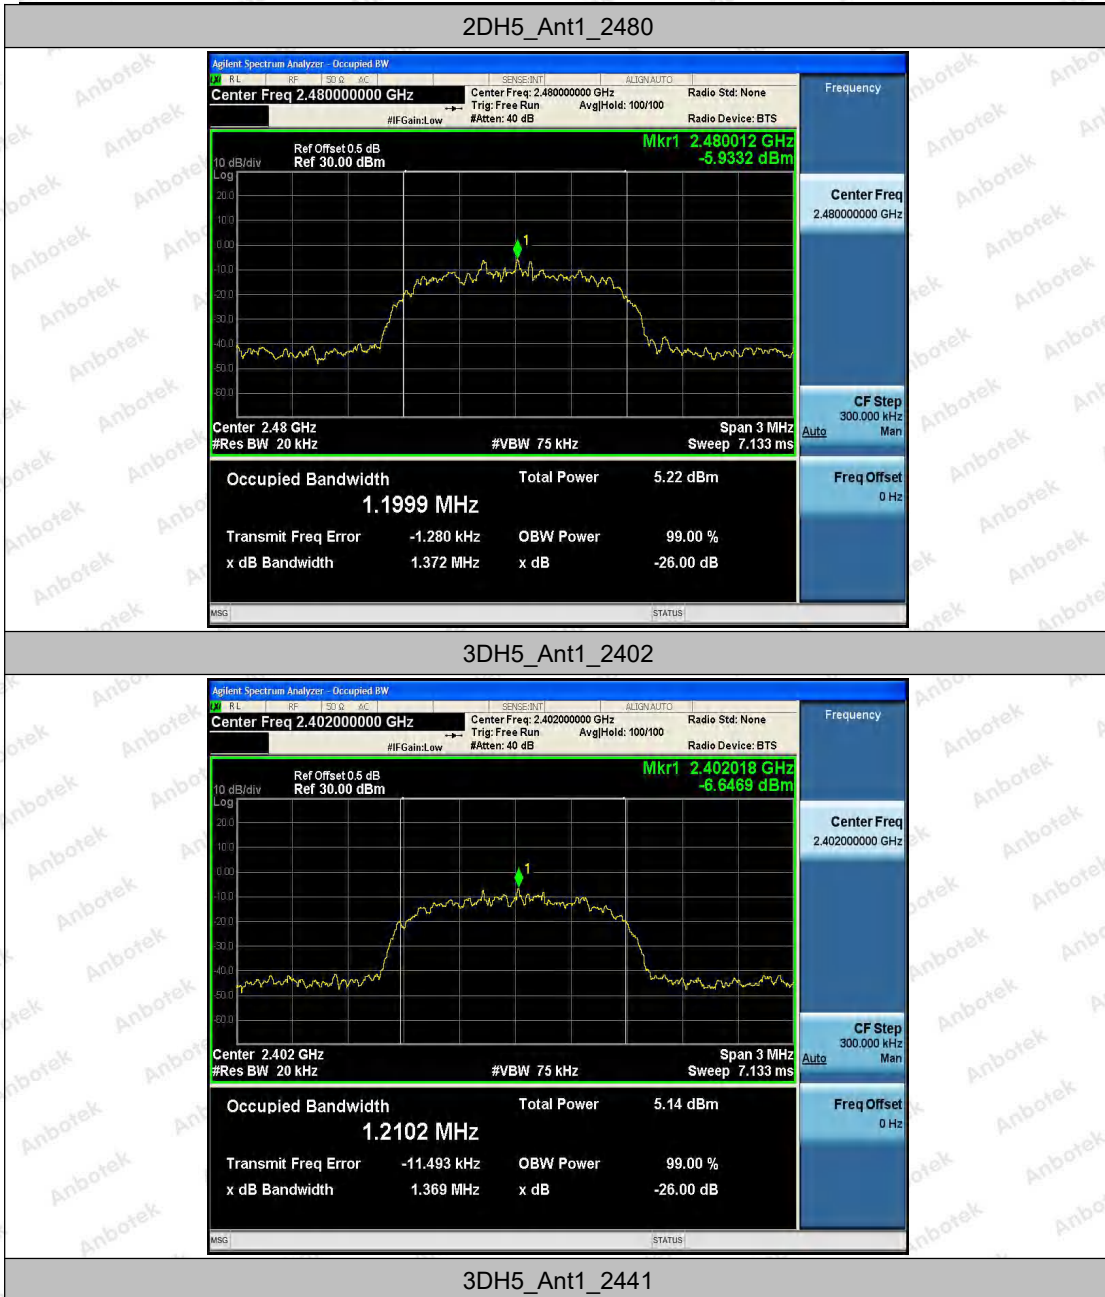 2DH5_Ant1_2480
Agilent Spectrum Analyzer - Occupied BW
RL RF 50 Ω AC SENSE:INT ALIGN AUTO
Center Freq 2.480000000 GHz
Center Freq: 2.480000000 GHz
Radio Std: None
Trig: Free Run
Avg|Hold: 100/100
#IFGain:Low
#Atten: 40 dB
Radio Device: BTS
Frequency
Mkr1 2.480012 GHz
-5.9332 dBm
Ref Offset 0.5 dB
10 dB/div
Ref 30.00 dBm
Log
20.0
10.0
0.00
-10.0
-20.0
-30.0
-40.0
-50.0
-60.0
1
Center Freq
2.480000000 GHz
CF Step
300.000 kHz
Auto Man
Center 2.48 GHz
Span 3 MHz
#Res BW 20 kHz
#VBW 75 kHz
Sweep 7.133 ms
Freq Offset
0 Hz
Occupied Bandwidth
Total Power 5.22 dBm
1.1999 MHz
Transmit Freq Error -1.280 kHz OBW Power 99.00 %
x dB Bandwidth 1.372 MHz x dB -26.00 dB
MSG STATUS
3DH5_Ant1_2402
Agilent Spectrum Analyzer - Occupied BW
RL RF 50 Ω AC SENSE:INT ALIGN AUTO
Center Freq 2.402000000 GHz
Center Freq: 2.402000000 GHz
Radio Std: None
Trig: Free Run
Avg|Hold: 100/100
#IFGain:Low
#Atten: 40 dB
Radio Device: BTS
Frequency
Mkr1 2.402018 GHz
-6.6469 dBm
Ref Offset 0.5 dB
10 dB/div
Ref 30.00 dBm
Log
20.0
10.0
0.00
-10.0
-20.0
-30.0
-40.0
-50.0
-60.0
1
Center Freq
2.402000000 GHz
CF Step
300.000 kHz
Auto Man
Center 2.402 GHz
Span 3 MHz
#Res BW 20 kHz
#VBW 75 kHz
Sweep 7.133 ms
Freq Offset
0 Hz
Occupied Bandwidth
Total Power 5.14 dBm
1.2102 MHz
Transmit Freq Error -11.493 kHz OBW Power 99.00 %
x dB Bandwidth 1.369 MHz x dB -26.00 dB
MSG STATUS
3DH5_Ant1_2441